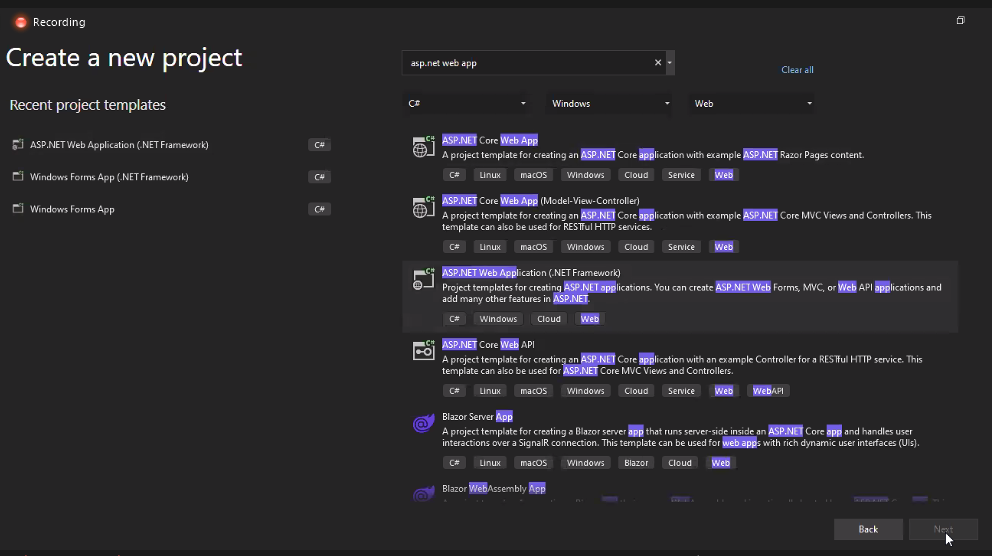 Recording
Create a new project
asp.net web app
Clear all
Recent project templates
C#
Windows
Web
ASP.NET Web Application (.NET Framework)
C#
Windows Forms App (.NET Framework)
C#
Windows Forms App
C#
ASP.NET Core Web App
A project template for creating an ASP.NET Core application with example ASP.NET Razor Pages content.
C# Linux macOS Windows Cloud Service Web
ASP.NET Core Web App (Model-View-Controller)
A project template for creating an ASP.NET Core application with example ASP.NET Core MVC Views and Controllers. This
template can also be used for RESTful HTTP services.
C# Linux macOS Windows Cloud Service Web
ASP.NET Web Application (.NET Framework)
Project templates for creating ASP.NET applications. You can create ASP.NET Web Forms, MVC, or Web API applications and
add many other features in ASP.NET.
C# Windows Cloud Web
ASP.NET Core Web API
A project template for creating an ASP.NET Core application with an example Controller for a RESTful HTTP service. This
template can also be used for ASP.NET Core MVC Views and Controllers.
C# Linux macOS Windows Cloud Service Web WebAPI
Blazor Server App
A project template for creating a Blazor server app that runs server-side inside an ASP.NET Core app and handles user
interactions over a SignalR connection. This template can be used for web apps with rich dynamic user interfaces (UIs).
C# Linux macOS Windows Blazor Cloud Web
Blazor WebAssembly App
Back
Next